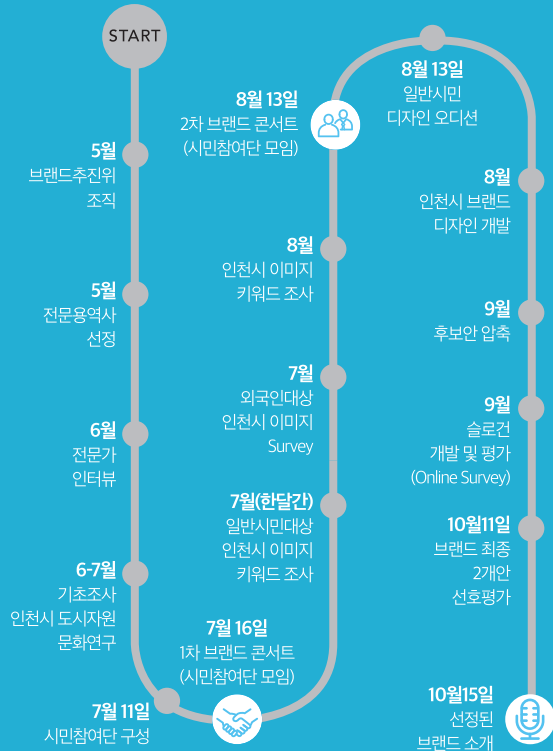 START
5월
브랜드추진위
조직
5월
전문용역사
선정
6월
전문가
인터뷰
6-7월
기초조사
인천시 도시자원
문화연구
7월 11일
시민참여단 구성
7월 16일
1차 브랜드 콘서트
(시민참여단 모임)
7월(한달간)
일반시민대상
인천시 이미지
키워드 조사
7월
외국인대상
인천시 이미지
Survey
8월
인천시 이미지
키워드 조사
8월 13일
2차 브랜드 콘서트
(시민참여단 모임)
8월 13일
일반시민
디자인 오디션
8월
인천시 브랜드
디자인 개발
9월
후보안 압축
9월
슬로건
개발 및 평가
(Online Survey)
10월11일
브랜드 최종
2개안
선호평가
10월15일
선정된
브랜드 소개